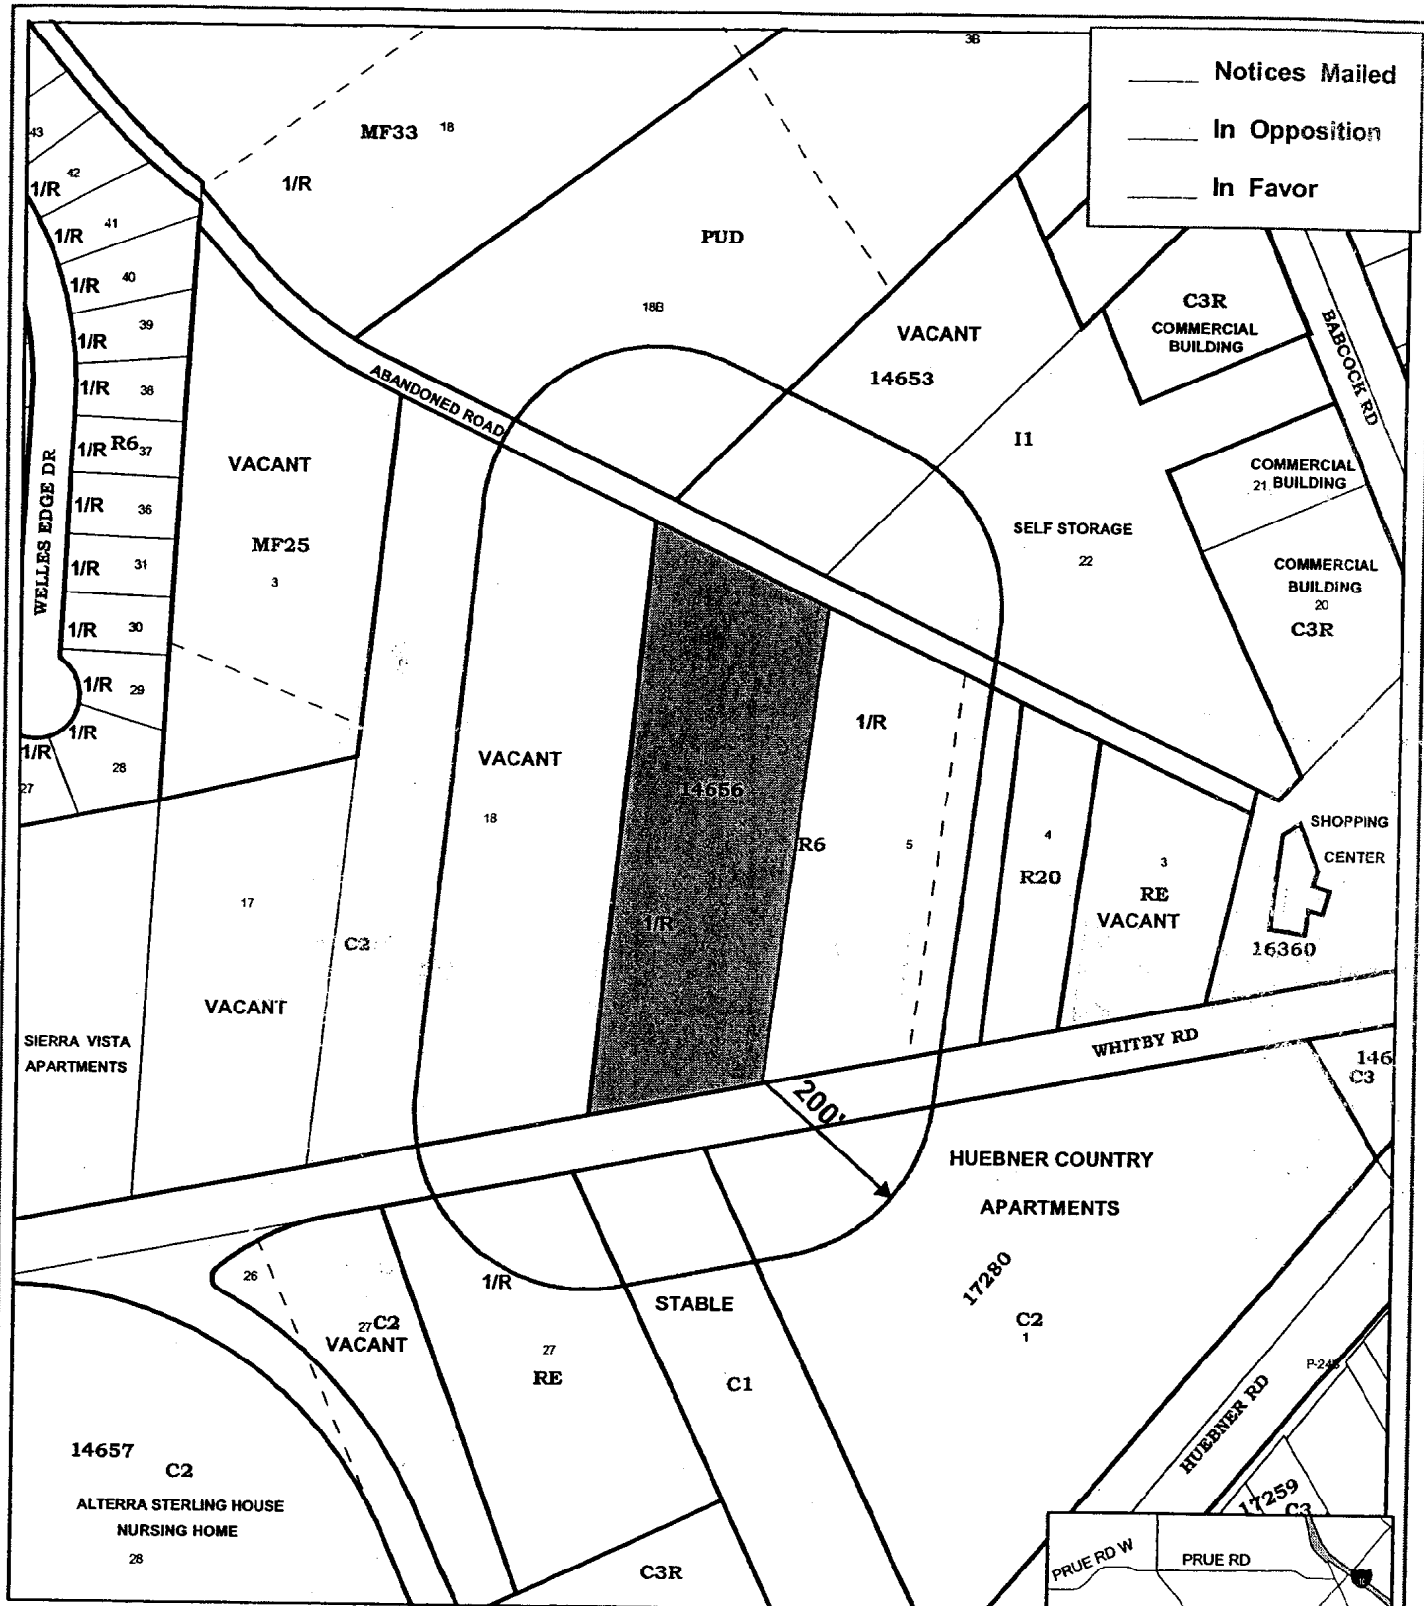 3B
Notices Mailed
In Opposition
In Favor
MF33
18
1/R
43
42
1/R
41
1/R
40
1/R
39
1/R
38
1/R
1/R
R6
37
1/R
36
1/R
31
1/R
30
1/R
29
1/R
28
1/R
27
WELLES EDGE DR
PUD
18B
ABANDONED ROAD
VACANT
14653
C3R
COMMERCIAL
BUILDING
BABCOCK RD
I1
COMMERCIAL
21 BUILDING
SELF STORAGE
22
COMMERCIAL
BUILDING
20
C3R
VACANT
MF25
3
VACANT
18
14656
1/R
1/R
R6
5
4
R20
3
RE
VACANT
SHOPPING
CENTER
16360
17
C2
VACANT
SIERRA VISTA
APARTMENTS
WHITBY RD
146
C3
200'
HUEBNER COUNTRY
APARTMENTS
17280
C2
1
26
27 C2
VACANT
1/R
27
RE
STABLE
C1
HUEBNER RD
14657
C2
ALTERRA STERLING HOUSE
NURSING HOME
28
C3R
17259
C3
PRUE RD W
PRUE RD